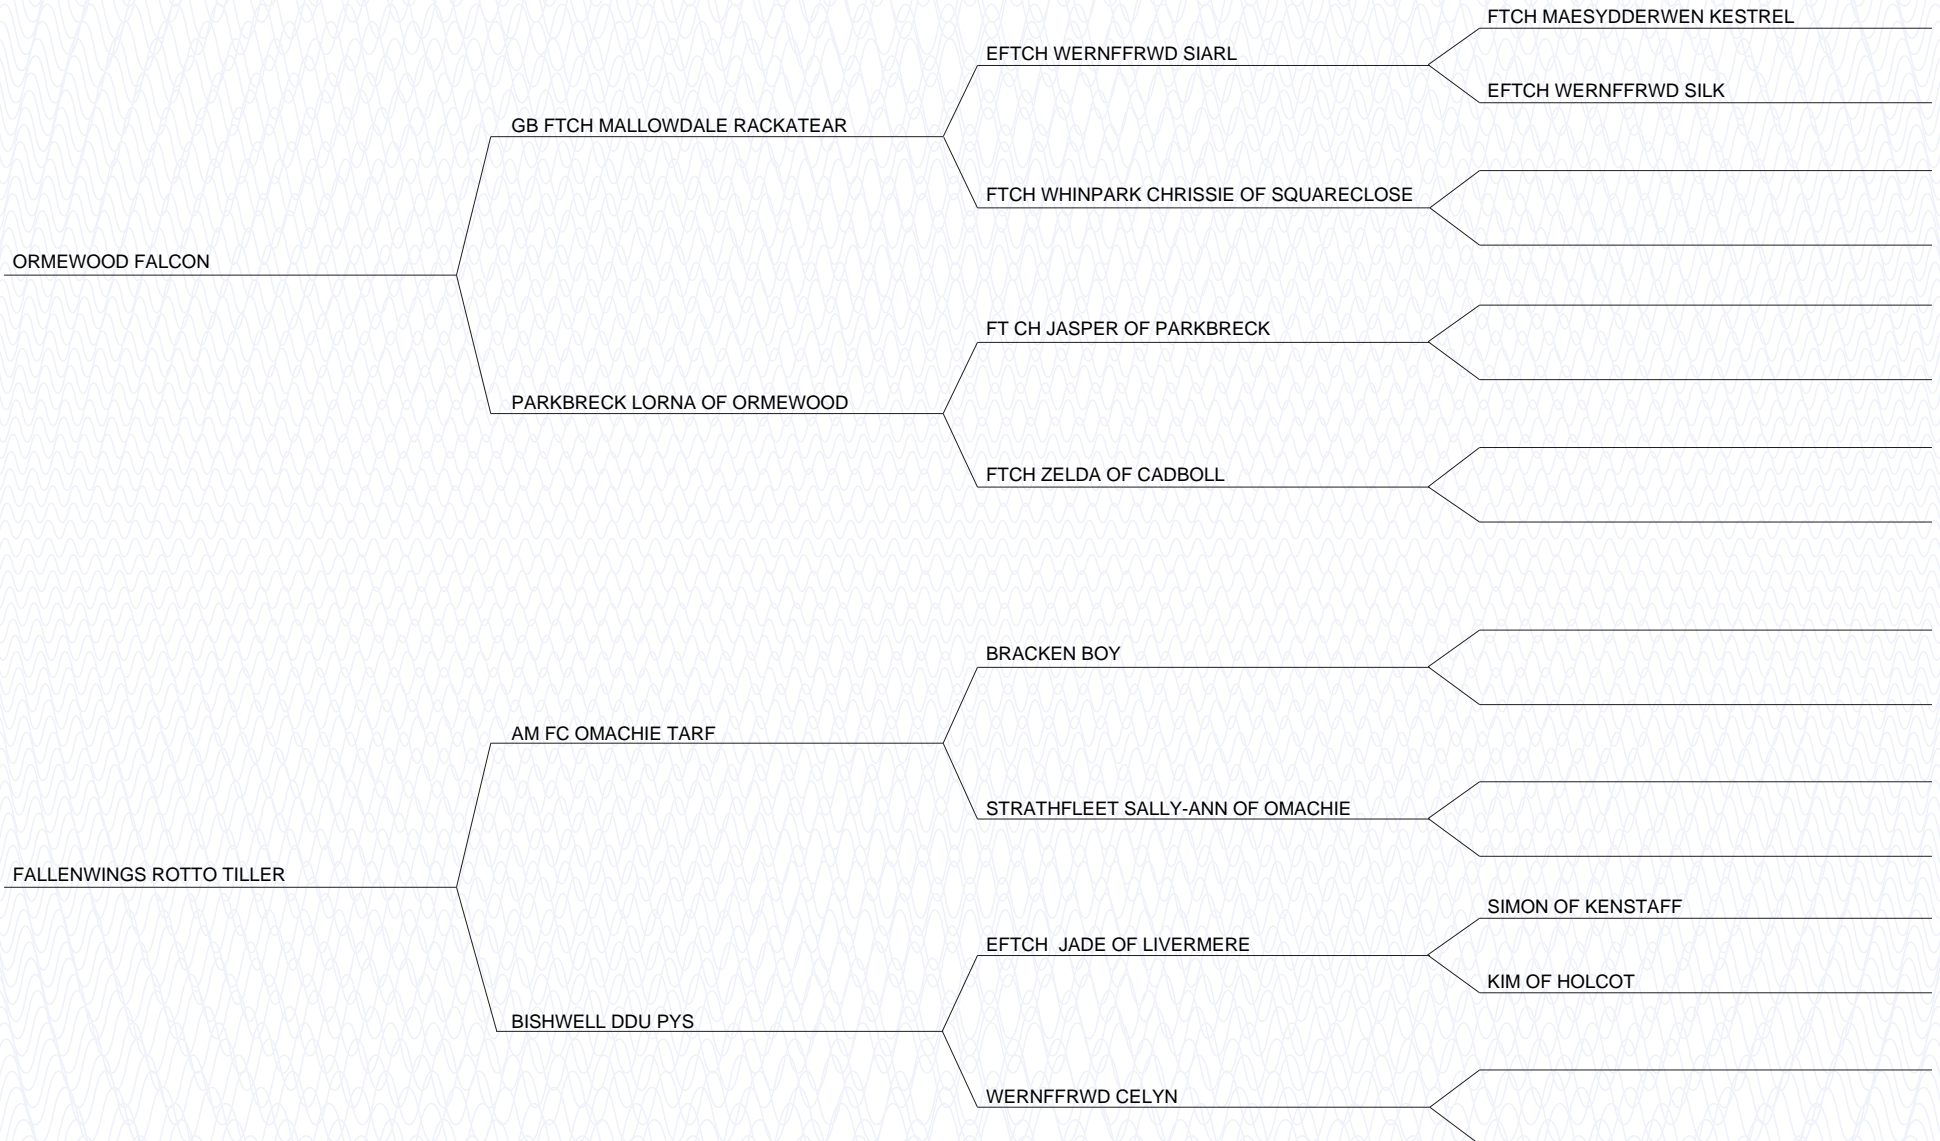 FTCH MAESYDDERWEN KESTREL
EFTCH WERNFFRWD SIARL
EFTCH WERNFFRWD SILK
GB FTCH MALLOWDALE RACKATEAR
FTCH WHINPARK CHRISSIE OF SQUARECLOSE
ORMEWOOD FALCON
FT CH JASPER OF PARKBRECK
PARKBRECK LORNA OF ORMEWOOD
FTCH ZELDA OF CADBOLL
BRACKEN BOY
AM FC OMACHIE TARF
STRATHFLEET SALLY-ANN OF OMACHIE
FALLENWINGS ROTTO TILLER
SIMON OF KENSTAFF
EFTCH  JADE OF LIVERMERE
KIM OF HOLCOT
BISHWELL DDU PYS
WERNFFRWD CELYN